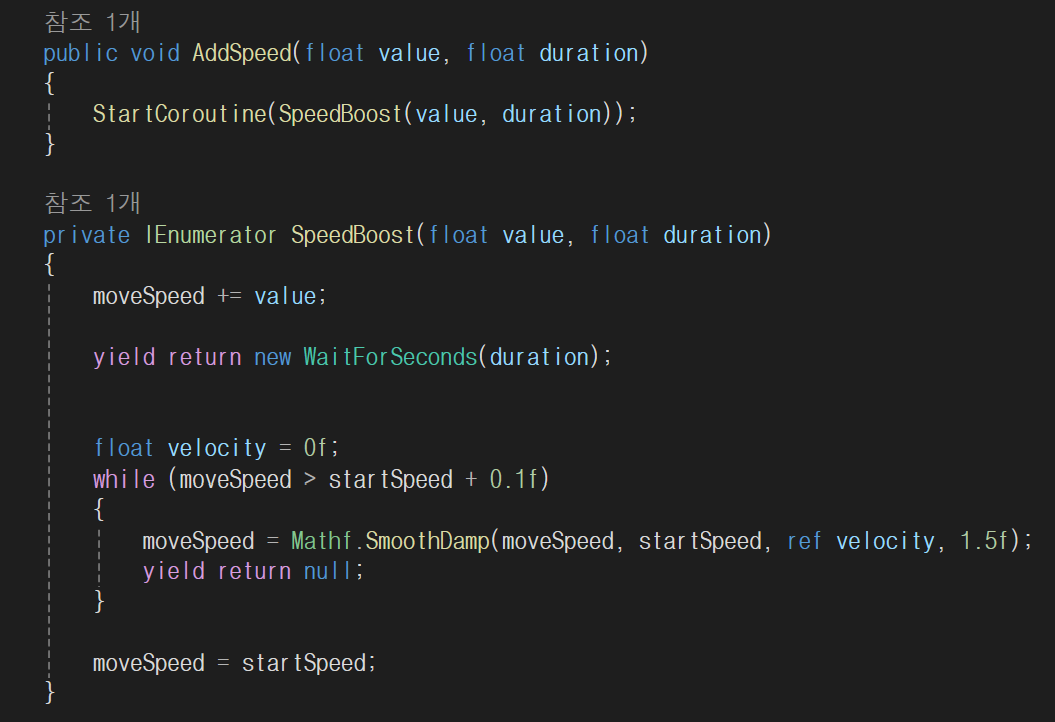 참조 1개
public void AddSpeed(float value, float duration)
{
StartCoroutine(SpeedBoost(value, duration));
}
참조 1개
private IEnumerator SpeedBoost(float value, float duration)
{
moveSpeed += value;
yield return new WaitForSeconds(duration);
float velocity = 0f;
while (moveSpeed > startSpeed + 0.1f)
{
moveSpeed = Mathf.SmoothDamp(moveSpeed, startSpeed, ref velocity, 1.5f);
yield return null;
}
moveSpeed = startSpeed;
}